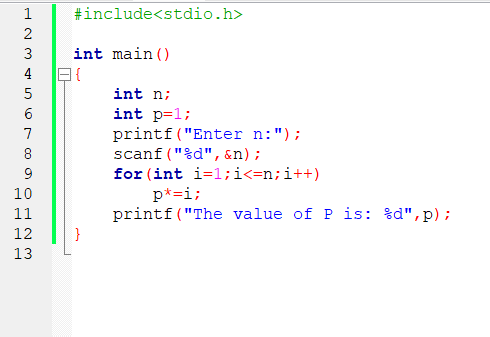 1 #include<stdio.h>
2
3 int main()
4 {
5 int n;
6 int p=1;
7 printf("Enter n:");
8 scanf("%d",&n);
9 for(int i=1;i<=n;i++)
10 p*=i;
11 printf("The value of P is: %d",p);
12 }
13